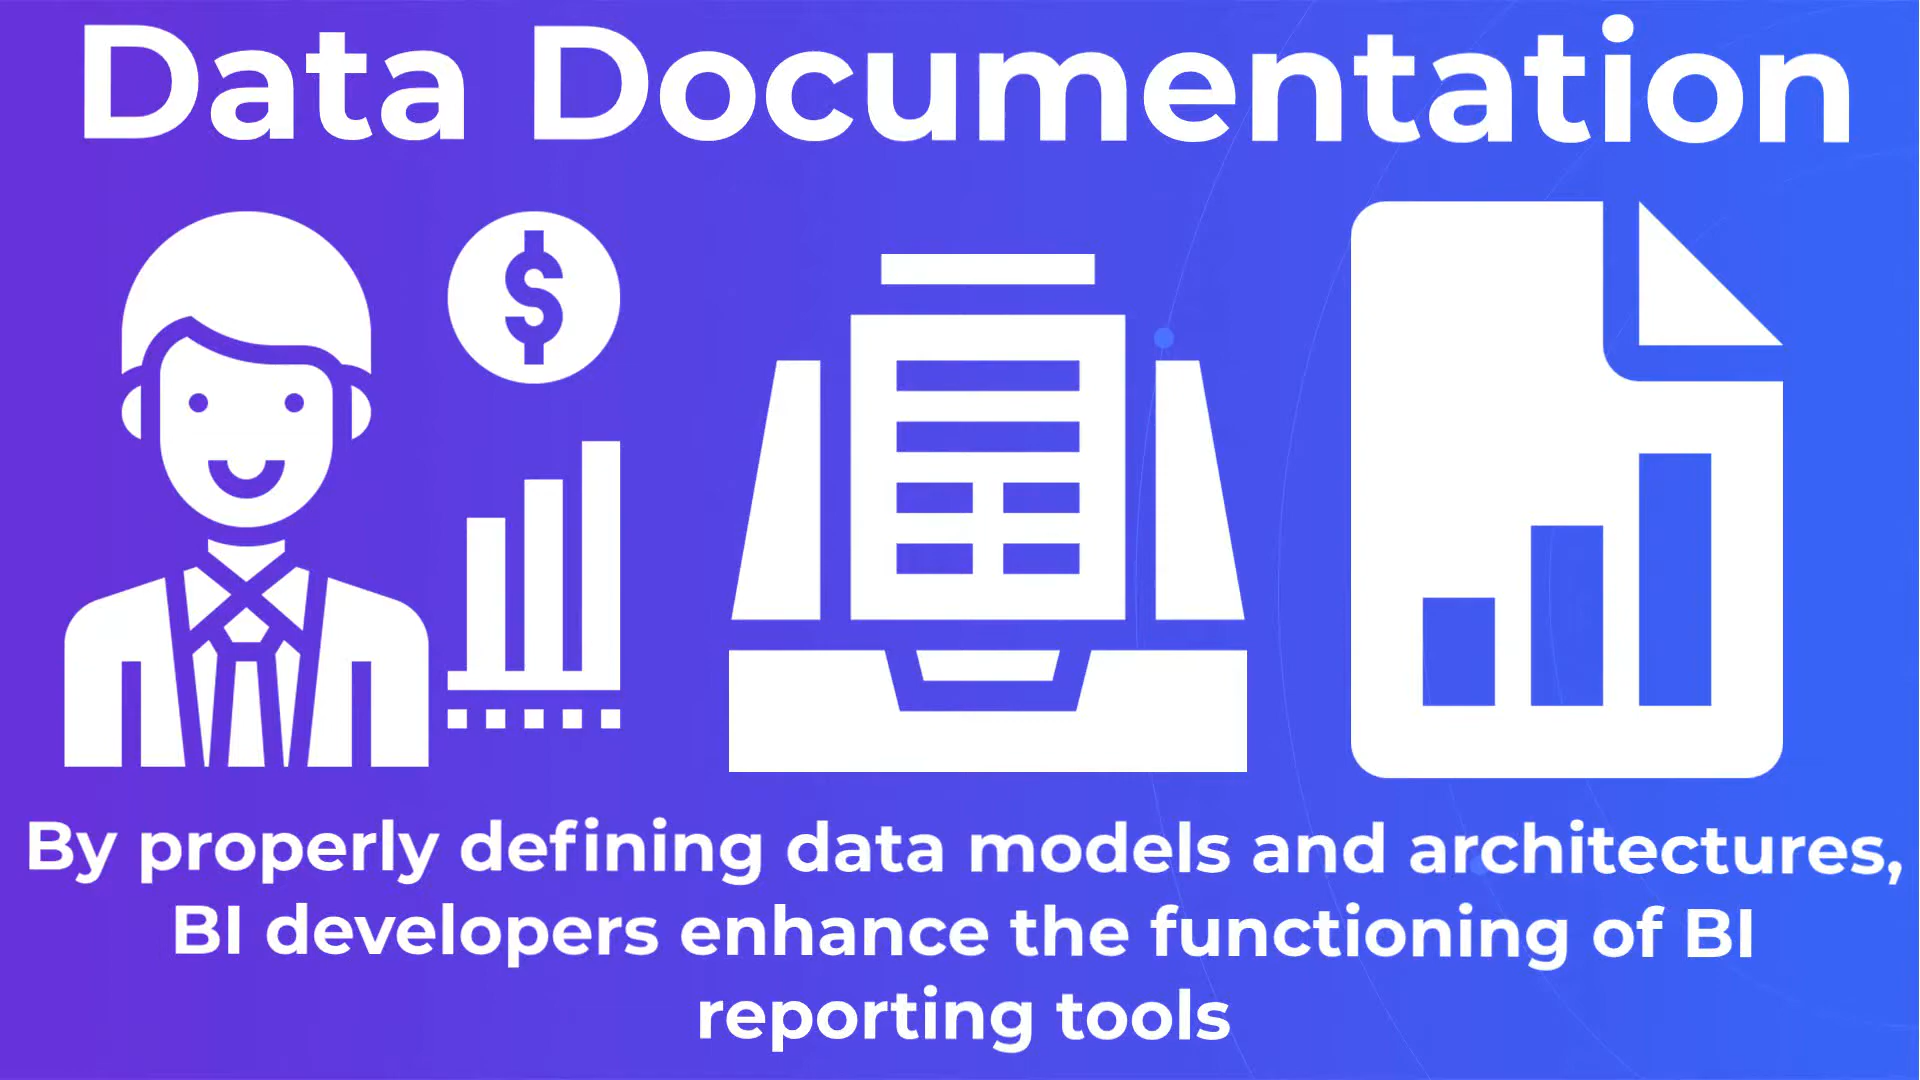 Data Documentation
$
By properly defining data models and architectures,
BI developers enhance the functioning of BI
reporting tools